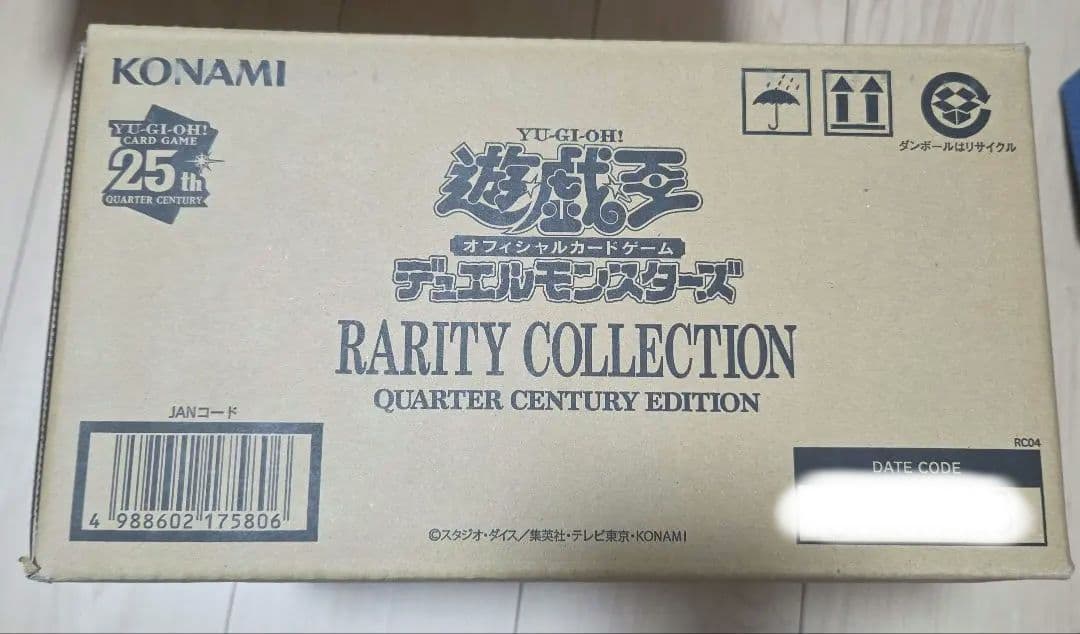 KONAMI
YU-GI-OH!
CARD GAME
25th
QUARTER CENTURY
ダンボールはリサイクル
YU-GI-OH!
遊戯王
オフィシャルカードゲーム
デュエルモンスターズ
RARITY COLLECTION
QUARTER CENTURY EDITION
JANコード
4 988602 175806
RC04
DATE CODE
©スタジオ・ダイス/集英社・テレビ東京・KONAMI